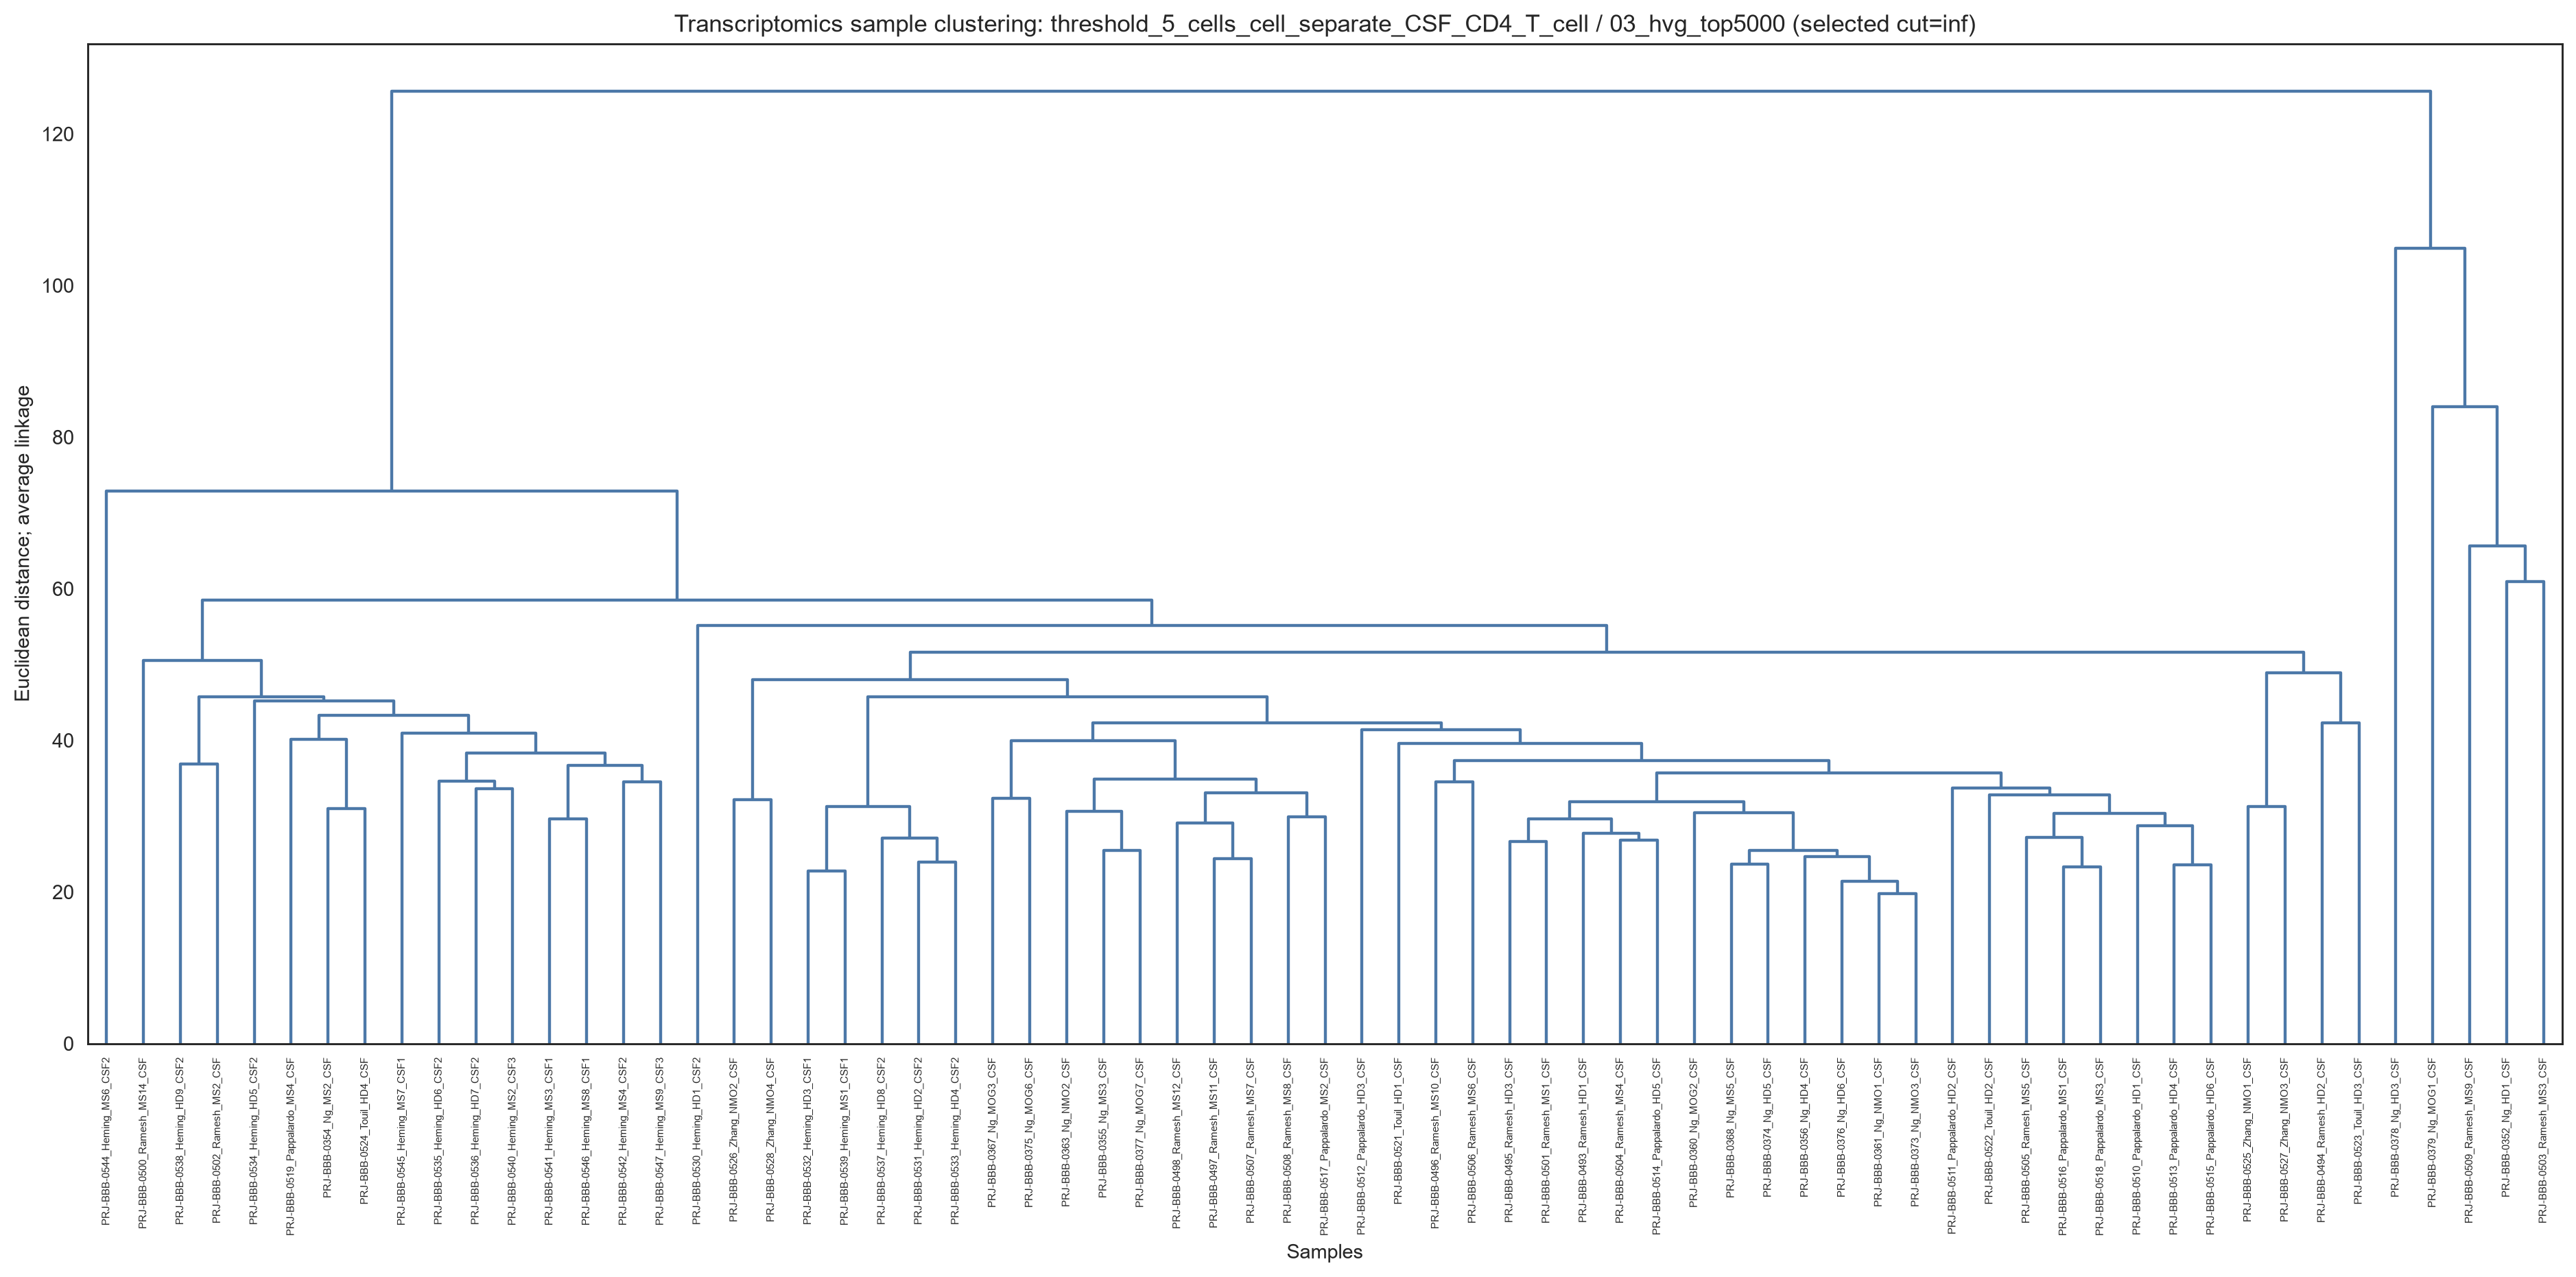 Transcriptomics sample clustering: threshold_5_cells_cell_separate_CSF_CD4_T_cell / 03_hvg_top5000 (selected cut=inf)
Euclidean distance; average linkage
120
100
80
60
40
20
0
PRJ-BBB-0544_Heming_MS6_CSF2
PRJ-BBB-0500_Ramesh_MS14_CSF
PRJ-BBB-0538_Heming_HD9_CSF2
PRJ-BBB-0502_Ramesh_MS2_CSF
PRJ-BBB-0534_Heming_HD5_CSF2
PRJ-BBB-0519_Pappalardo_MS4_CSF
PRJ-BBB-0354_Ng_MS2_CSF
PRJ-BBB-0524_Touil_HD4_CSF
PRJ-BBB-0545_Heming_MS7_CSF1
PRJ-BBB-0535_Heming_HD6_CSF2
PRJ-BBB-0536_Heming_HD7_CSF2
PRJ-BBB-0540_Heming_MS2_CSF3
PRJ-BBB-0541_Heming_MS3_CSF1
PRJ-BBB-0546_Heming_MS8_CSF1
PRJ-BBB-0542_Heming_MS4_CSF2
PRJ-BBB-0547_Heming_MS9_CSF3
PRJ-BBB-0530_Heming_HD1_CSF2
PRJ-BBB-0526_Zhang_NMO2_CSF
PRJ-BBB-0528_Zhang_NMO4_CSF
PRJ-BBB-0532_Heming_HD3_CSF1
PRJ-BBB-0539_Heming_MS1_CSF1
PRJ-BBB-0537_Heming_HD8_CSF2
PRJ-BBB-0531_Heming_HD2_CSF2
PRJ-BBB-0533_Heming_HD4_CSF2
PRJ-BBB-0367_Ng_MOG3_CSF
PRJ-BBB-0375_Ng_MOG6_CSF
PRJ-BBB-0363_Ng_NMO2_CSF
PRJ-BBB-0355_Ng_MS3_CSF
PRJ-BBB-0377_Ng_MOG7_CSF
PRJ-BBB-0498_Ramesh_MS12_CSF
PRJ-BBB-0497_Ramesh_MS11_CSF
PRJ-BBB-0507_Ramesh_MS7_CSF
PRJ-BBB-0508_Ramesh_MS8_CSF
PRJ-BBB-0517_Pappalardo_MS2_CSF
PRJ-BBB-0512_Pappalardo_HD3_CSF
PRJ-BBB-0521_Touil_HD1_CSF
PRJ-BBB-0496_Ramesh_MS10_CSF
PRJ-BBB-0506_Ramesh_MS6_CSF
PRJ-BBB-0495_Ramesh_HD3_CSF
PRJ-BBB-0501_Ramesh_MS1_CSF
PRJ-BBB-0493_Ramesh_HD1_CSF
PRJ-BBB-0504_Ramesh_MS4_CSF
PRJ-BBB-0514_Pappalardo_HD5_CSF
PRJ-BBB-0360_Ng_MOG2_CSF
PRJ-BBB-0368_Ng_MS5_CSF
PRJ-BBB-0374_Ng_HD5_CSF
PRJ-BBB-0356_Ng_HD4_CSF
PRJ-BBB-0376_Ng_HD6_CSF
PRJ-BBB-0361_Ng_NMO1_CSF
PRJ-BBB-0373_Ng_NMO3_CSF
PRJ-BBB-0511_Pappalardo_HD2_CSF
PRJ-BBB-0522_Touil_HD2_CSF
PRJ-BBB-0505_Ramesh_MS5_CSF
PRJ-BBB-0516_Pappalardo_MS1_CSF
PRJ-BBB-0518_Pappalardo_MS3_CSF
PRJ-BBB-0510_Pappalardo_HD1_CSF
PRJ-BBB-0513_Pappalardo_HD4_CSF
PRJ-BBB-0515_Pappalardo_HD6_CSF
PRJ-BBB-0525_Zhang_NMO1_CSF
PRJ-BBB-0527_Zhang_NMO3_CSF
PRJ-BBB-0494_Ramesh_HD2_CSF
PRJ-BBB-0523_Touil_HD3_CSF
PRJ-BBB-0378_Ng_HD3_CSF
PRJ-BBB-0379_Ng_MOG1_CSF
PRJ-BBB-0509_Ramesh_MS9_CSF
PRJ-BBB-0352_Ng_HD1_CSF
PRJ-BBB-0503_Ramesh_MS3_CSF
Samples